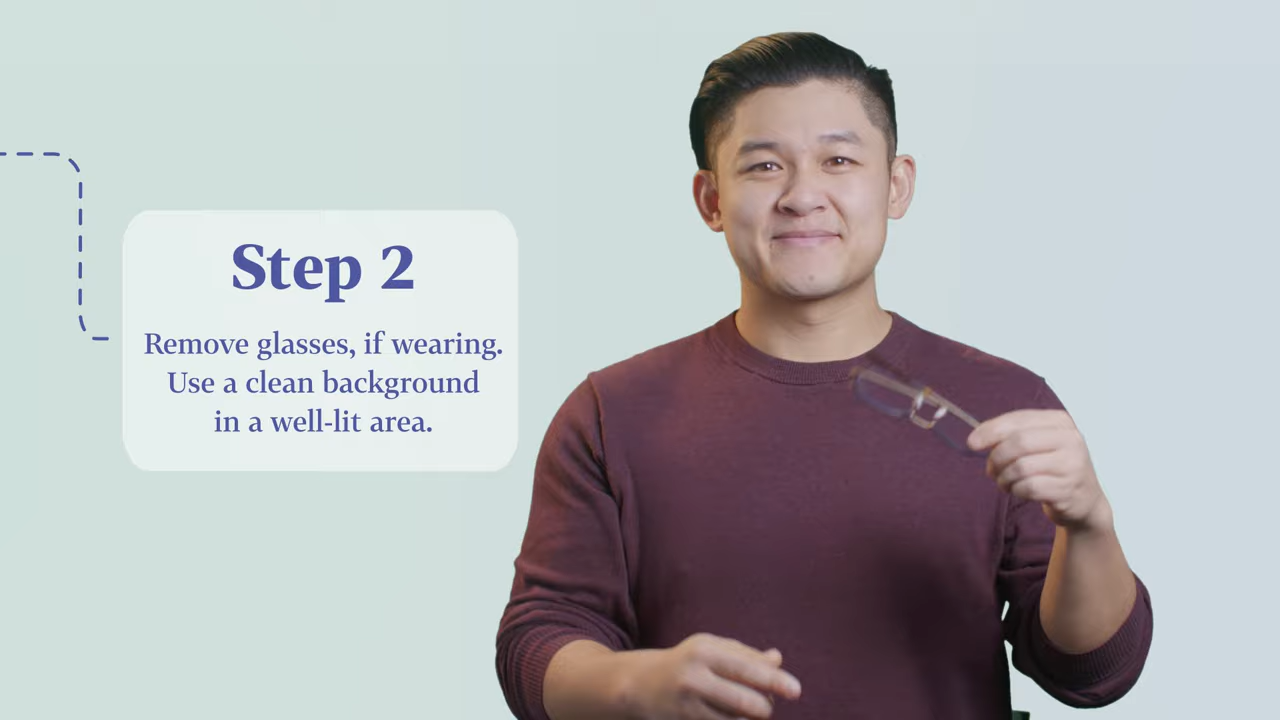 Step 2
Remove glasses, if wearing.
Use a clean background
in a well-lit area.